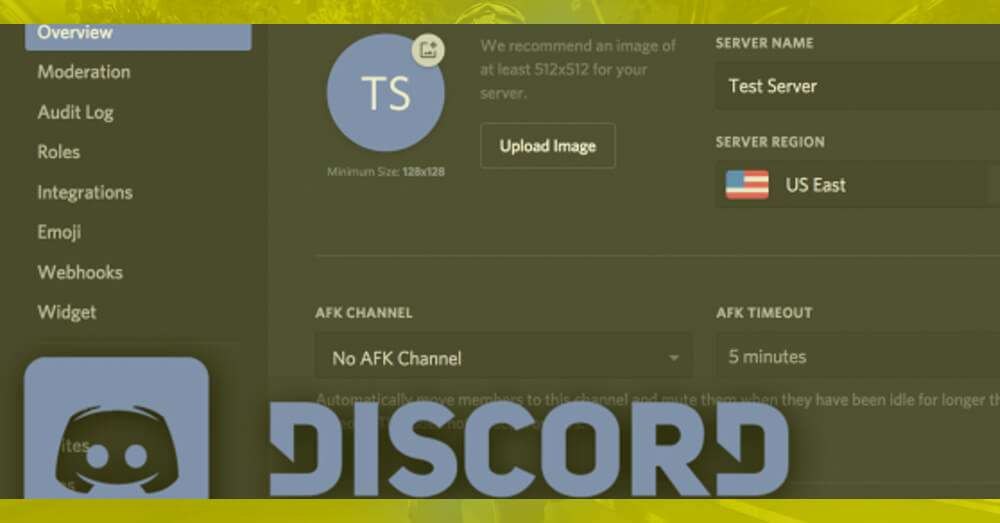 Overview
Moderation
Audit Log
Roles
Integrations
Emoji
Webhooks
Widget
TS
Minimum Size: 128x128
We recommend an image of
at least 512x512 for your
server.
Upload Image
SERVER NAME
Test Server
SERVER REGION
US East
AFK CHANNEL
No AFK Channel
AFK TIMEOUT
5 minutes
Automatically move members to this channel and mute them when they have been idle for longer
ites
DISCORD